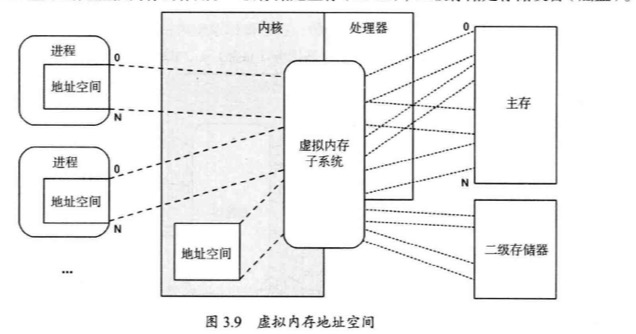 内核
处理器
进程
地址空间
0
N
进程
地址空间
0
N
...
地址空间
虚拟内存
子系统
0
主存
N
二级存储器
图 3.9 虚拟内存地址空间